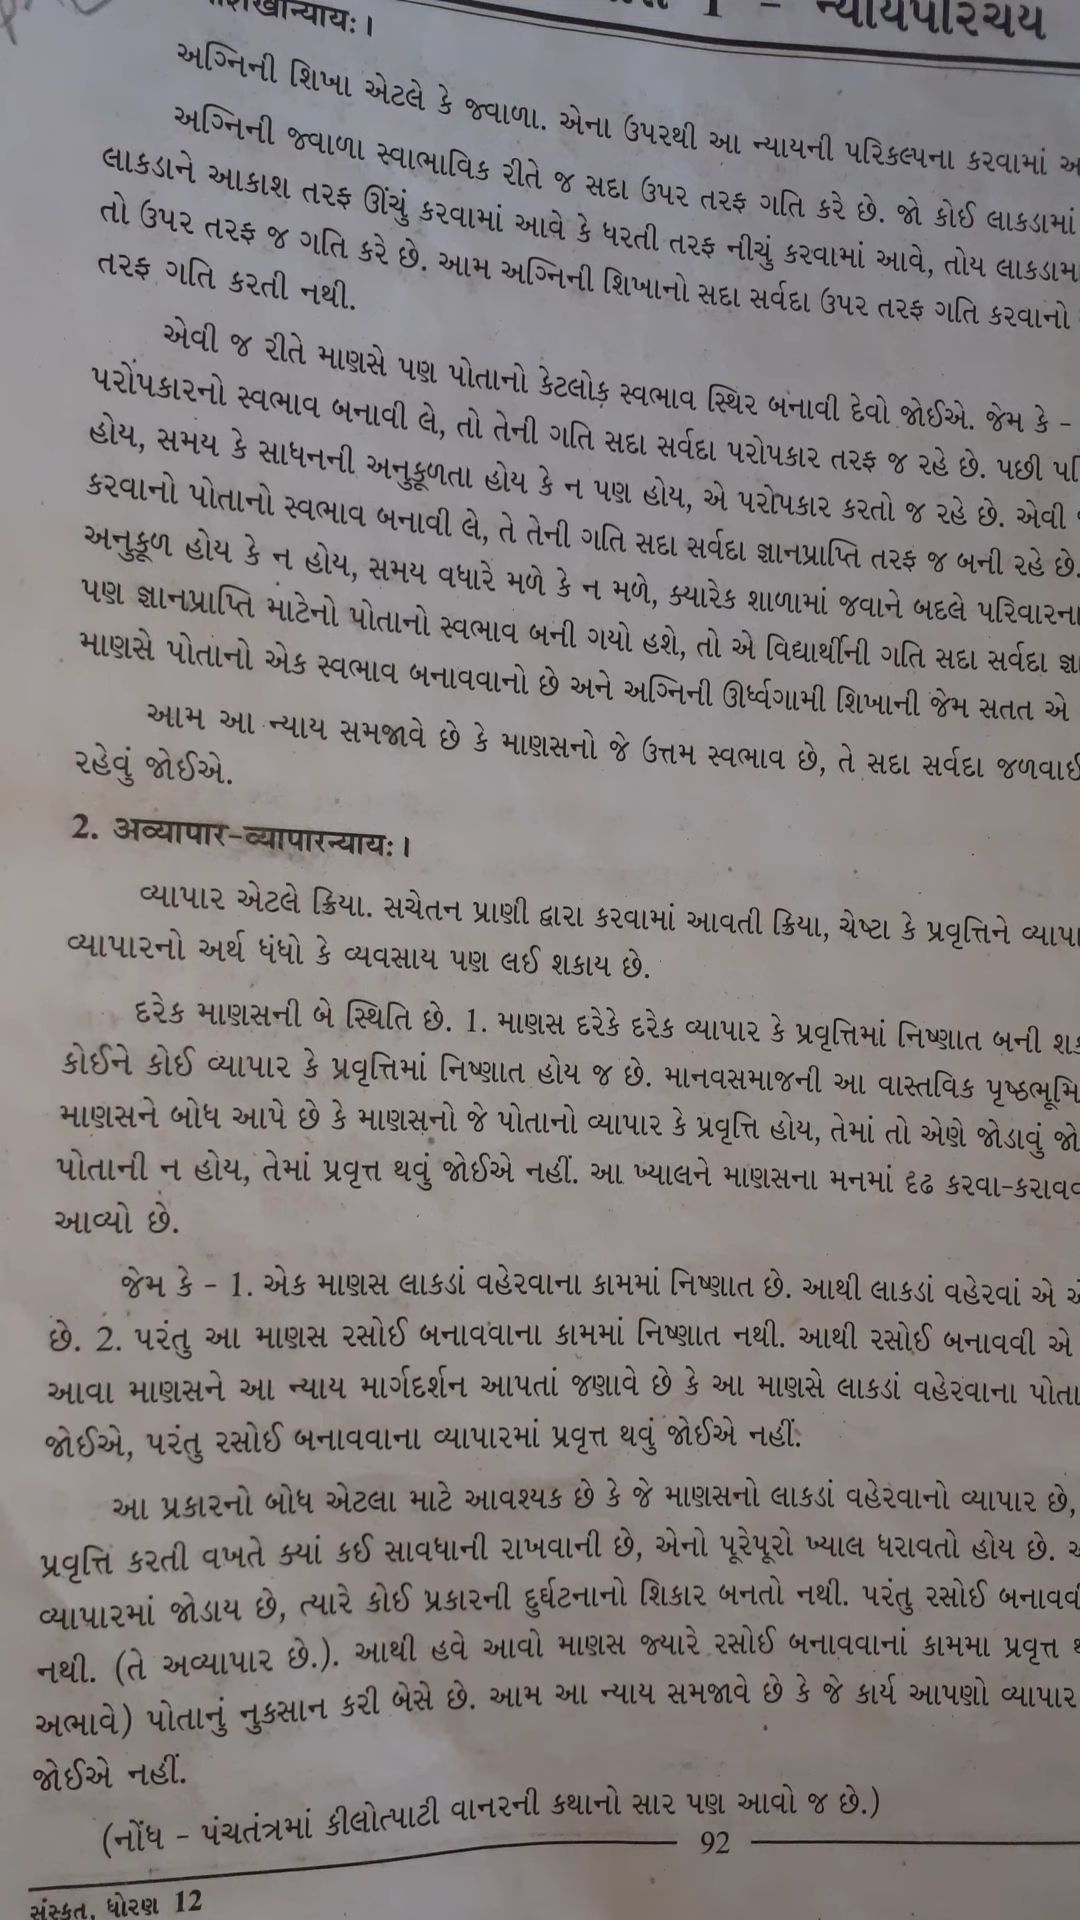 1 - ન્યાયપરિચય
અગ્નિની શિખા એટલે કે જ્વાળા. એના ઉપરથી આ ન્યાયની પરિકલ્પના કરવામાં
અગ્નિની જ્વાળા સ્વાભાવિક રીતે જ સદા ઉપર તરફ ગતિ કરે છે. જો કોઈ લાકડામાં
લાકડાને આકાશ તરફ ઊંચું કરવામાં આવે કે ધરતી તરફ નીચું કરવામાં આવે, તોય
તો ઉપર તરફ જ ગતિ કરે છે. આમ અગ્નિની શિખાનો સદા સર્વદા ઉપર તરફ ગતિ કરવાનો
તરફ ગતિ કરતી નથી.
એવી જ રીતે માણસે પણ પોતાનો કેટલોક સ્વભાવ સ્થિર બનાવી દેવો જોઈએ. જેમ કે -
પરોપકારનો સ્વભાવ બનાવી લે, તો તેની ગતિ સદા સર્વદા પરોપકાર તરફ જ રહે છે. પછી
હોય, સમય કે સાધનની અનુકૂળતા હોય કે ન પણ હોય, એ પરોપકાર કરતો જ રહે છે. એવી
કરવાનો પોતાનો સ્વભાવ બનાવી લે, તે તેની ગતિ સદા સર્વદા જ્ઞાનપ્રાપ્તિ તરફ જ બની રહે છે.
અનુકૂળ હોય કે ન હોય, સમય વધારે મળે કે ન મળે, ક્યારેક શાળામાં જવાને બદલે પરિવારના
પણ જ્ઞાનપ્રાપ્તિ માટેનો પોતાનો સ્વભાવ બની ગયો હશે, તો એ વિદ્યાર્થીની ગતિ સદા સર્વદા
માણસે પોતાનો એક સ્વભાવ બનાવવાનો છે અને અગ્નિની ઊર્ધ્વગામી શિખાની જેમ સતત એ
આમ આ ન્યાય સમજાવે છે કે માણસનો જે ઉત્તમ સ્વભાવ છે, તે સદા સર્વદા
રહેવું જોઈએ.
2. अव्यापार-व्यापारन्यायः।
વ્યાપાર એટલે ક્રિયા. સચેતન પ્રાણી દ્વારા કરવામાં આવતી ક્રિયા, ચેષ્ટા કે પ્રવૃત્તિને
વ્યાપારનો અર્થ ધંધો કે વ્યવસાય પણ લઈ શકાય છે.
દરેક માણસની બે સ્થિતિ છે. 1. માણસ દરેકે દરેક વ્યાપાર કે પ્રવૃત્તિમાં નિષ્ણાત બની
કોઈને કોઈ વ્યાપાર કે પ્રવૃત્તિમાં નિષ્ણાત હોય જ છે. માનવસમાજની આ વાસ્તવિક
માણસને બોધ આપે છે કે માણસનો જે પોતાનો વ્યાપાર કે પ્રવૃત્તિ હોય, તેમાં તો એણે જોડાવું
પોતાની ન હોય, તેમાં પ્રવૃત્ત થવું જોઈએ નહીં. આ ખ્યાલને માણસના મનમાં દૃઢ
આવ્યો છે.
જેમ કે - 1. એક માણસ લાકડાં વહેરવાના કામમાં નિષ્ણાત છે. આથી લાકડાં વહેરવાં એ
છે. 2. પરંતુ આ માણસ રસોઈ બનાવવાના કામમાં નિષ્ણાત નથી. આથી રસોઈ બનાવવી એ
આવા માણસને આ ન્યાય માર્ગદર્શન આપતાં જણાવે છે કે આ માણસે લાકડાં વહેરવાના
જોઈએ, પરંતુ રસોઈ બનાવવાના વ્યાપારમાં પ્રવૃત્ત થવું જોઈએ નહીં.
આ પ્રકારનો બોધ એટલા માટે આવશ્યક છે કે જે માણસનો લાકડાં વહેરવાનો વ્યાપાર છે,
પ્રવૃત્તિ કરતી વખતે ક્યાં કઈ સાવધાની રાખવાની છે, એનો પૂરેપૂરો ખ્યાલ ધરાવતો હોય છે.
વ્યાપારમાં જોડાય છે, ત્યારે કોઈ પ્રકારની દુર્ઘટનાનો શિકાર બનતો નથી. પરંતુ રસોઈ
નથી. (તે અવ્યાપાર છે.). આથી હવે આવો માણસ જ્યારે રસોઈ બનાવવાનાં કામમા પ્રવૃત્ત
અભાવે) પોતાનું નુકસાન કરી બેસે છે. આમ આ ન્યાય સમજાવે છે કે જે કાર્ય આપણો વ્યાપાર
જોઈએ નહીં.
(નોંધ - પંચતંત્રમાં કીલોત્પાટી વાનરની કથાનો સાર પણ આવો જ છે.)
92
સંસ્કૃત, ધોરણ 12